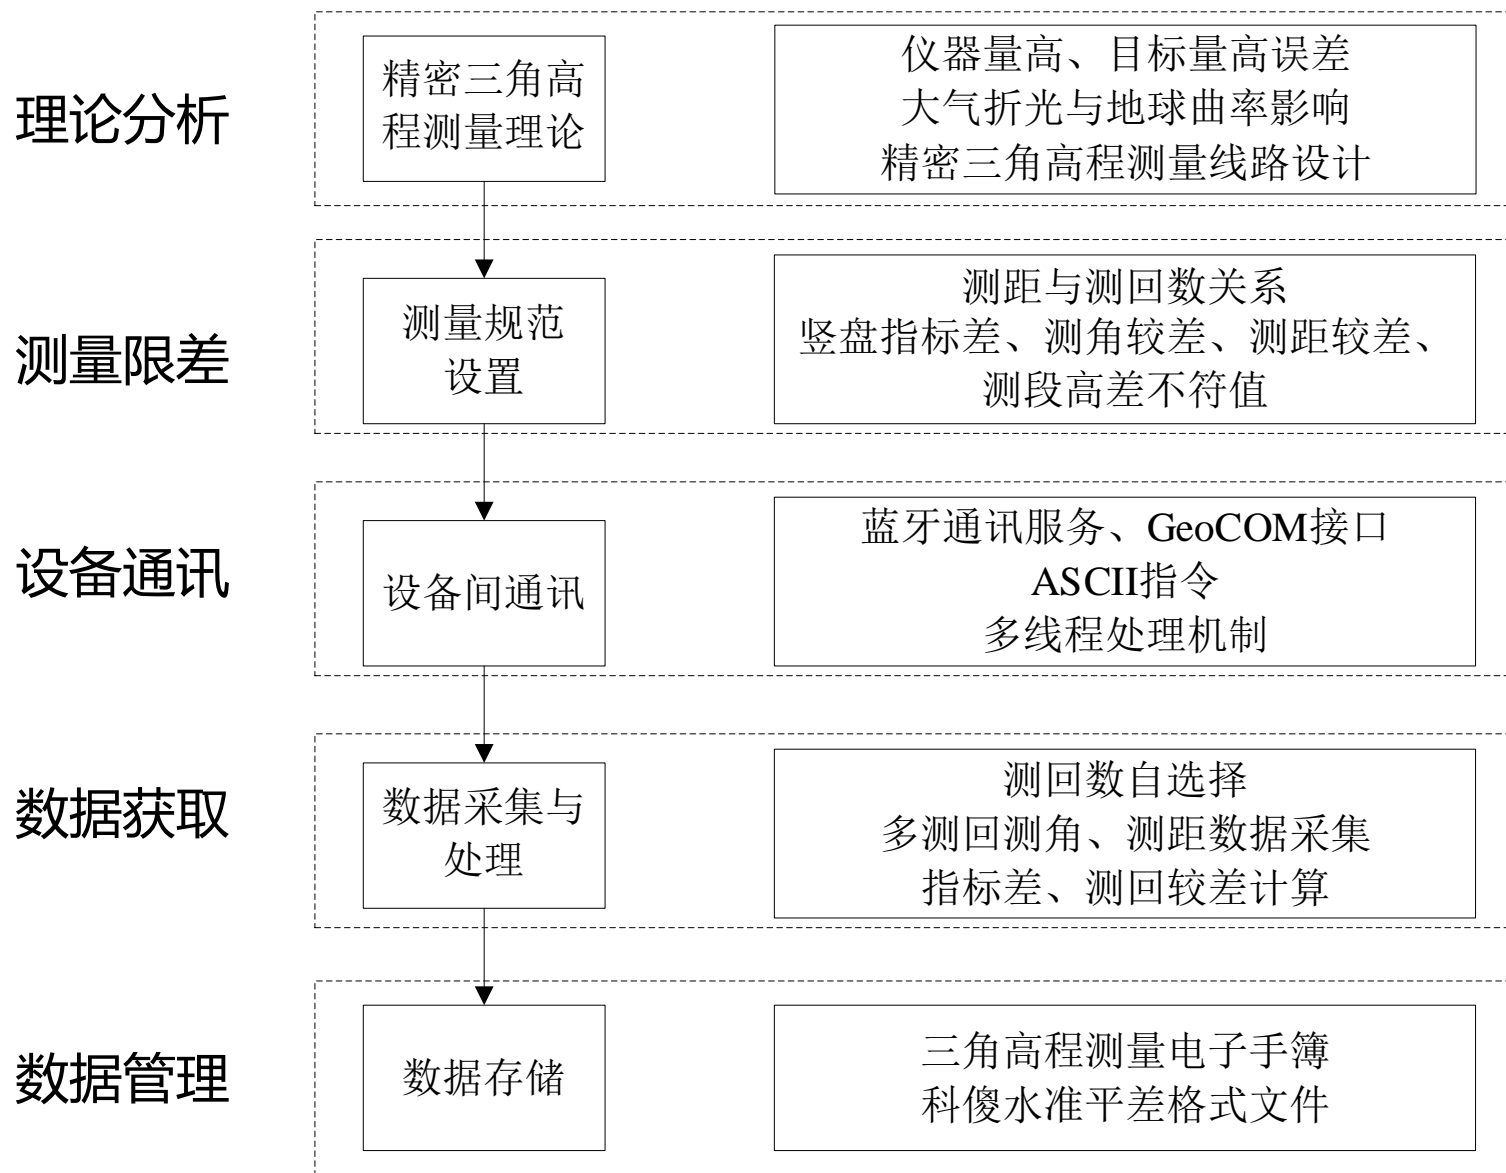 理论分析
精密三角高
程测量理论
仪器量高、目标量高误差
大气折光与地球曲率影响
精密三角高程测量线路设计
测量限差
测量规范
设置
测距与测回数关系
竖盘指标差、测角较差、测距较差、
测段高差不符值
设备通讯
设备间通讯
蓝牙通讯服务、GeoCOM接口
ASCII指令
多线程处理机制
数据获取
数据采集与
处理
测回数自选择
多测回测角、测距数据采集
指标差、测回较差计算
数据管理
数据存储
三角高程测量电子手簿
科傻水准平差格式文件